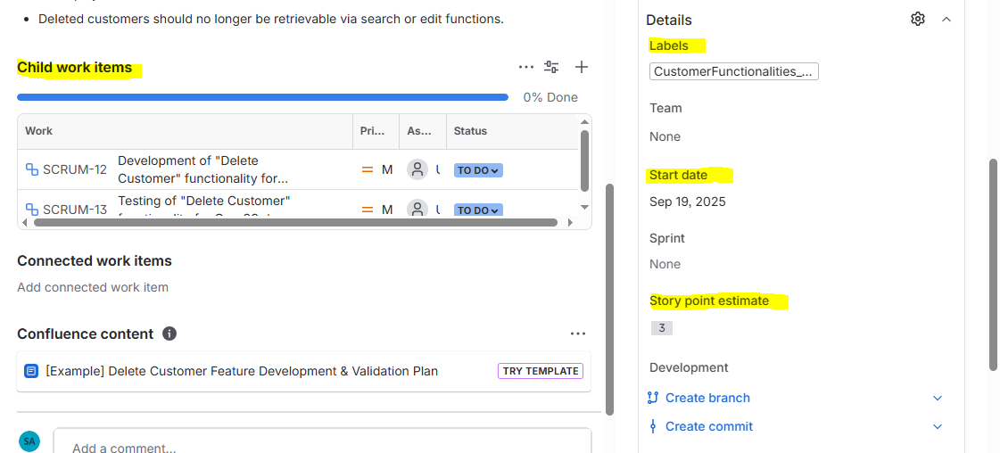 Deleted customers should no longer be retrievable via search or edit functions.
Child work items
0% Done
Work Pri... As... Status
SCRUM-12 Development of "Delete Customer" functionality for... M TO DO
SCRUM-13 Testing of "Delete Customer" M TO DO
Connected work items
Add connected work item
Confluence content
[Example] Delete Customer Feature Development & Validation Plan TRY TEMPLATE
SA Add a comment...
Details
Labels
CustomerFunctionalities_...
Team
None
Start date
Sep 19, 2025
Sprint
None
Story point estimate
3
Development
Create branch
Create commit